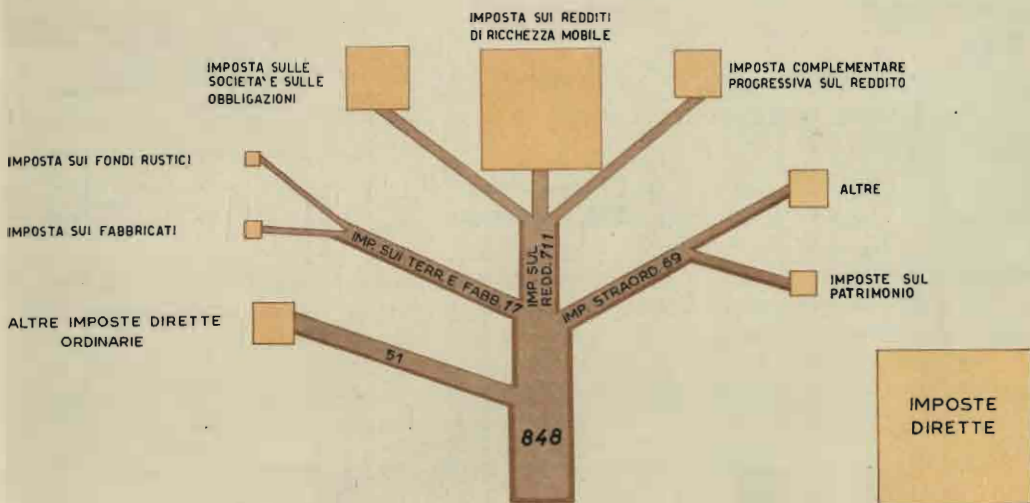 IMPOSTA SUI REDDITI
DI RICCHEZZA MOBILE
IMPOSTA SULLE
SOCIETA' E SULLE
OBBLIGAZIONI
IMPOSTA COMPLEMENTARE
PROGRESSIVA SUL REDDITO
IMPOSTA SUI FONDI RUSTICI
ALTRE
IMPOSTA SUI FABBRICATI
IMP. SUI TERR. E FABB. 17
IMP. SUL
REDD. 711
IMP. STRAORD. 69
IMPOSTE SUL
PATRIMONIO
ALTRE IMPOSTE DIRETTE
ORDINARIE
51
848
IMPOSTE
DIRETTE